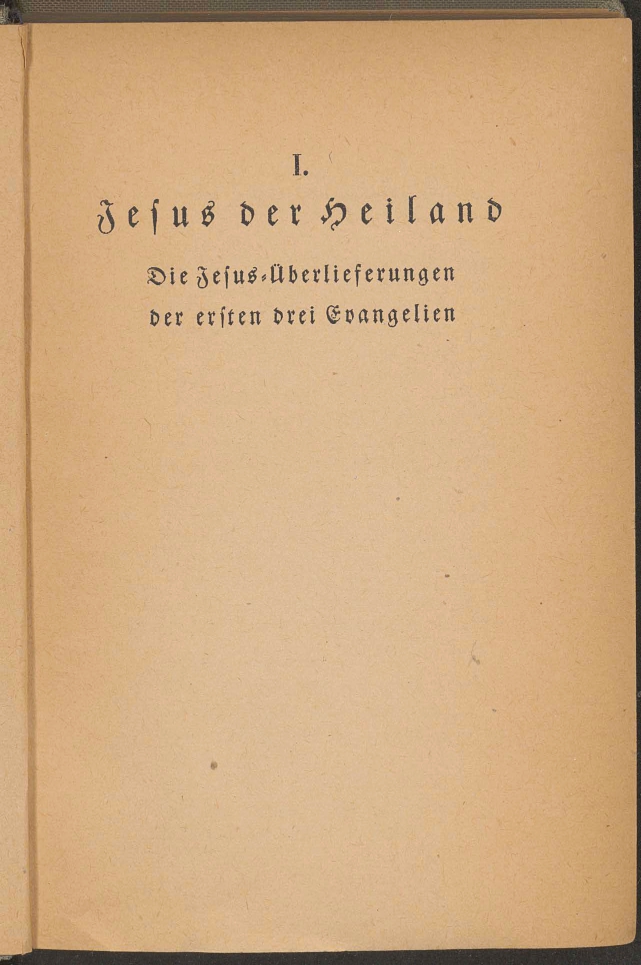 I.
Jeſus der Heiland
Die Jeſus-Überlieferungen
der erſten drei Evangelien